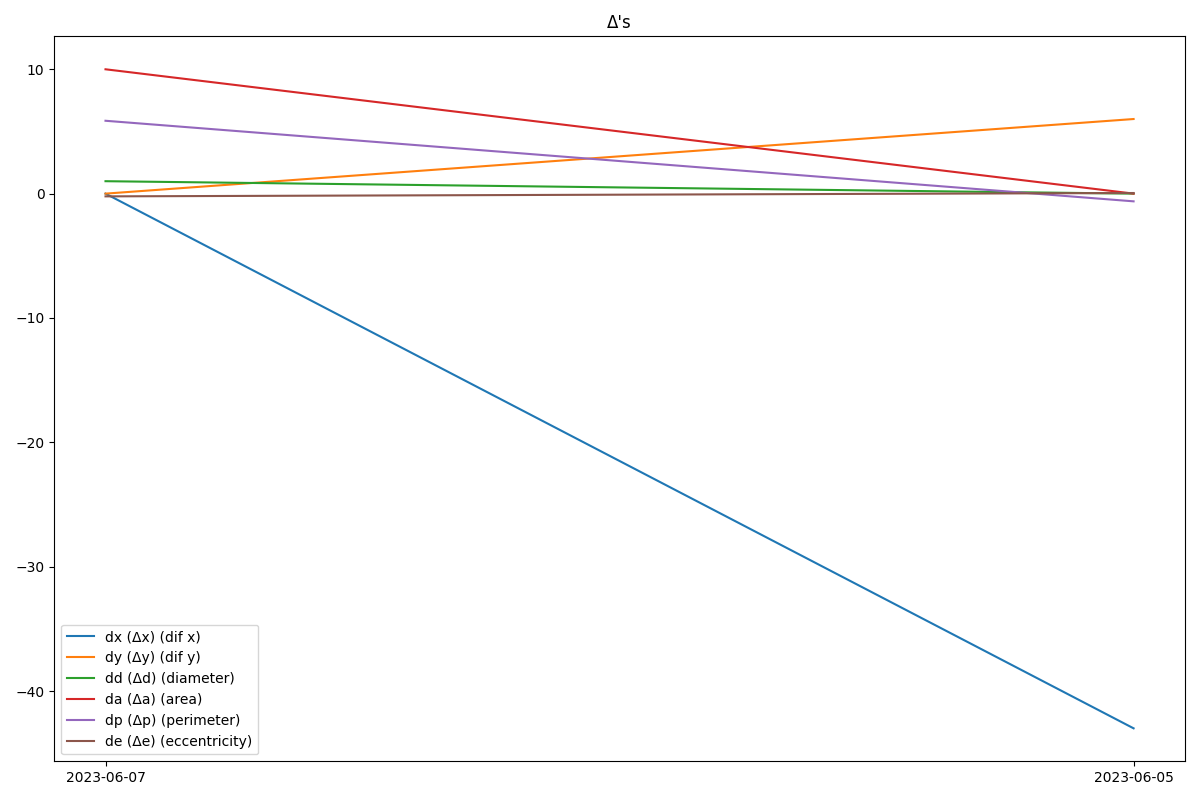 Δ's
10
0
−10
−20
−30
−40
dx (Δx) (dif x)
dy (Δy) (dif y)
dd (Δd) (diameter)
da (Δa) (area)
dp (Δp) (perimeter)
de (Δe) (eccentricity)
2023-06-07 2023-06-05